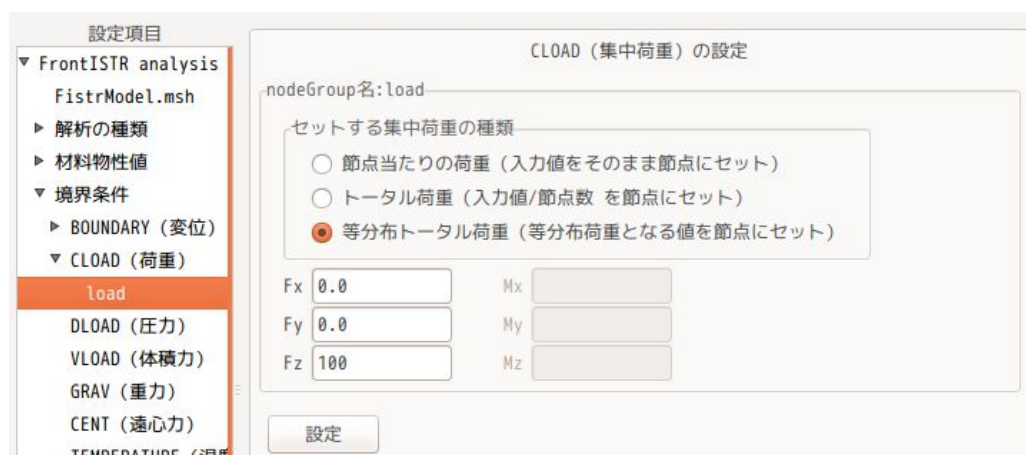 設定項目
▼ FrontISTR analysis
FistrModel.msh
▶ 解析の種類
▶ 材料物性値
▼ 境界条件
▶ BOUNDARY (変位)
▼ CLOAD (荷重)
load
DLOAD (圧力)
VLOAD (体積力)
GRAV (重力)
CENT (遠心力)
CLOAD (集中荷重) の設定
nodeGroup名:load
セットする集中荷重の種類
節点当たりの荷重 (入力値をそのまま節点にセット)
トータル荷重 (入力値/節点数 を節点にセット)
等分布トータル荷重 (等分布荷重となる値を節点にセット)
Fx 0.0 Mx
Fy 0.0 My
Fz 100 Mz
設定